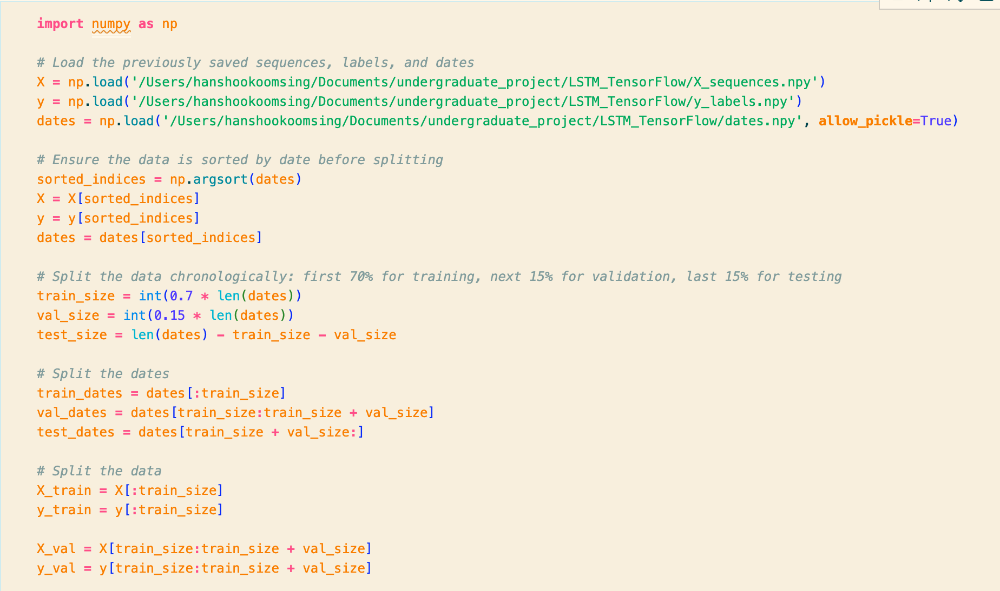 import numpy as np
# Load the previously saved sequences, labels, and dates
X = np.load('/Users/hanshookoomsing/Documents/undergraduate_project/LSTM_TensorFlow/X_sequences.npy')
y = np.load('/Users/hanshookoomsing/Documents/undergraduate_project/LSTM_TensorFlow/y_labels.npy')
dates = np.load('/Users/hanshookoomsing/Documents/undergraduate_project/LSTM_TensorFlow/dates.npy', allow_pickle=True)
# Ensure the data is sorted by date before splitting
sorted_indices = np.argsort(dates)
X = X[sorted_indices]
y = y[sorted_indices]
dates = dates[sorted_indices]
# Split the data chronologically: first 70% for training, next 15% for validation, last 15% for testing
train_size = int(0.7 * len(dates))
val_size = int(0.15 * len(dates))
test_size = len(dates) - train_size - val_size
# Split the dates
train_dates = dates[:train_size]
val_dates = dates[train_size:train_size + val_size]
test_dates = dates[train_size + val_size:]
# Split the data
X_train = X[:train_size]
y_train = y[:train_size]
X_val = X[train_size:train_size + val_size]
y_val = y[train_size:train_size + val_size]